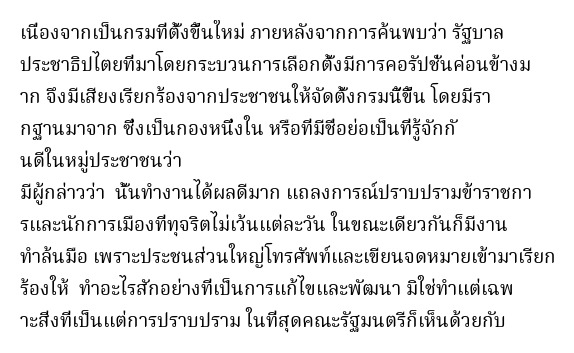 เนื่องจากเป็นกรมที่ตั้งขึ้นใหม่ ภายหลังจากการค้นพบว่า รัฐบาล
ประชาธิปไตยที่มาโดยกระบวนการเลือกตั้งมีการคอรัปชั่นค่อนข้างม
าก จึงมีเสียงเรียกร้องจากประชาชนให้จัดตั้งกรมนี้ขึ้น โดยมีรา
กฐานมาจาก ซึ่งเป็นกองหนึ่งใน หรือที่มีชื่อย่อเป็นที่รู้จักกั
นดีในหมู่ประชาชนว่า
มีผู้กล่าวว่า  นั้นทำงานได้ผลดีมาก แถลงการณ์ปราบปรามข้าราชกา
รและนักการเมืองที่ทุจริตไม่เว้นแต่ละวัน ในขณะเดียวกันก็มีงาน
ทำล้นมือ เพราะประชนส่วนใหญ่โทรศัพท์และเขียนจดหมายเข้ามาเรียก
ร้องให้  ทำอะไรสักอย่างที่เป็นการแก้ไขและพัฒนา มิใช่ทำแต่เฉพ
าะสิ่งที่เป็นแต่การปราบปราม ในที่สุดคณะรัฐมนตรีก็เห็นด้วยกับ